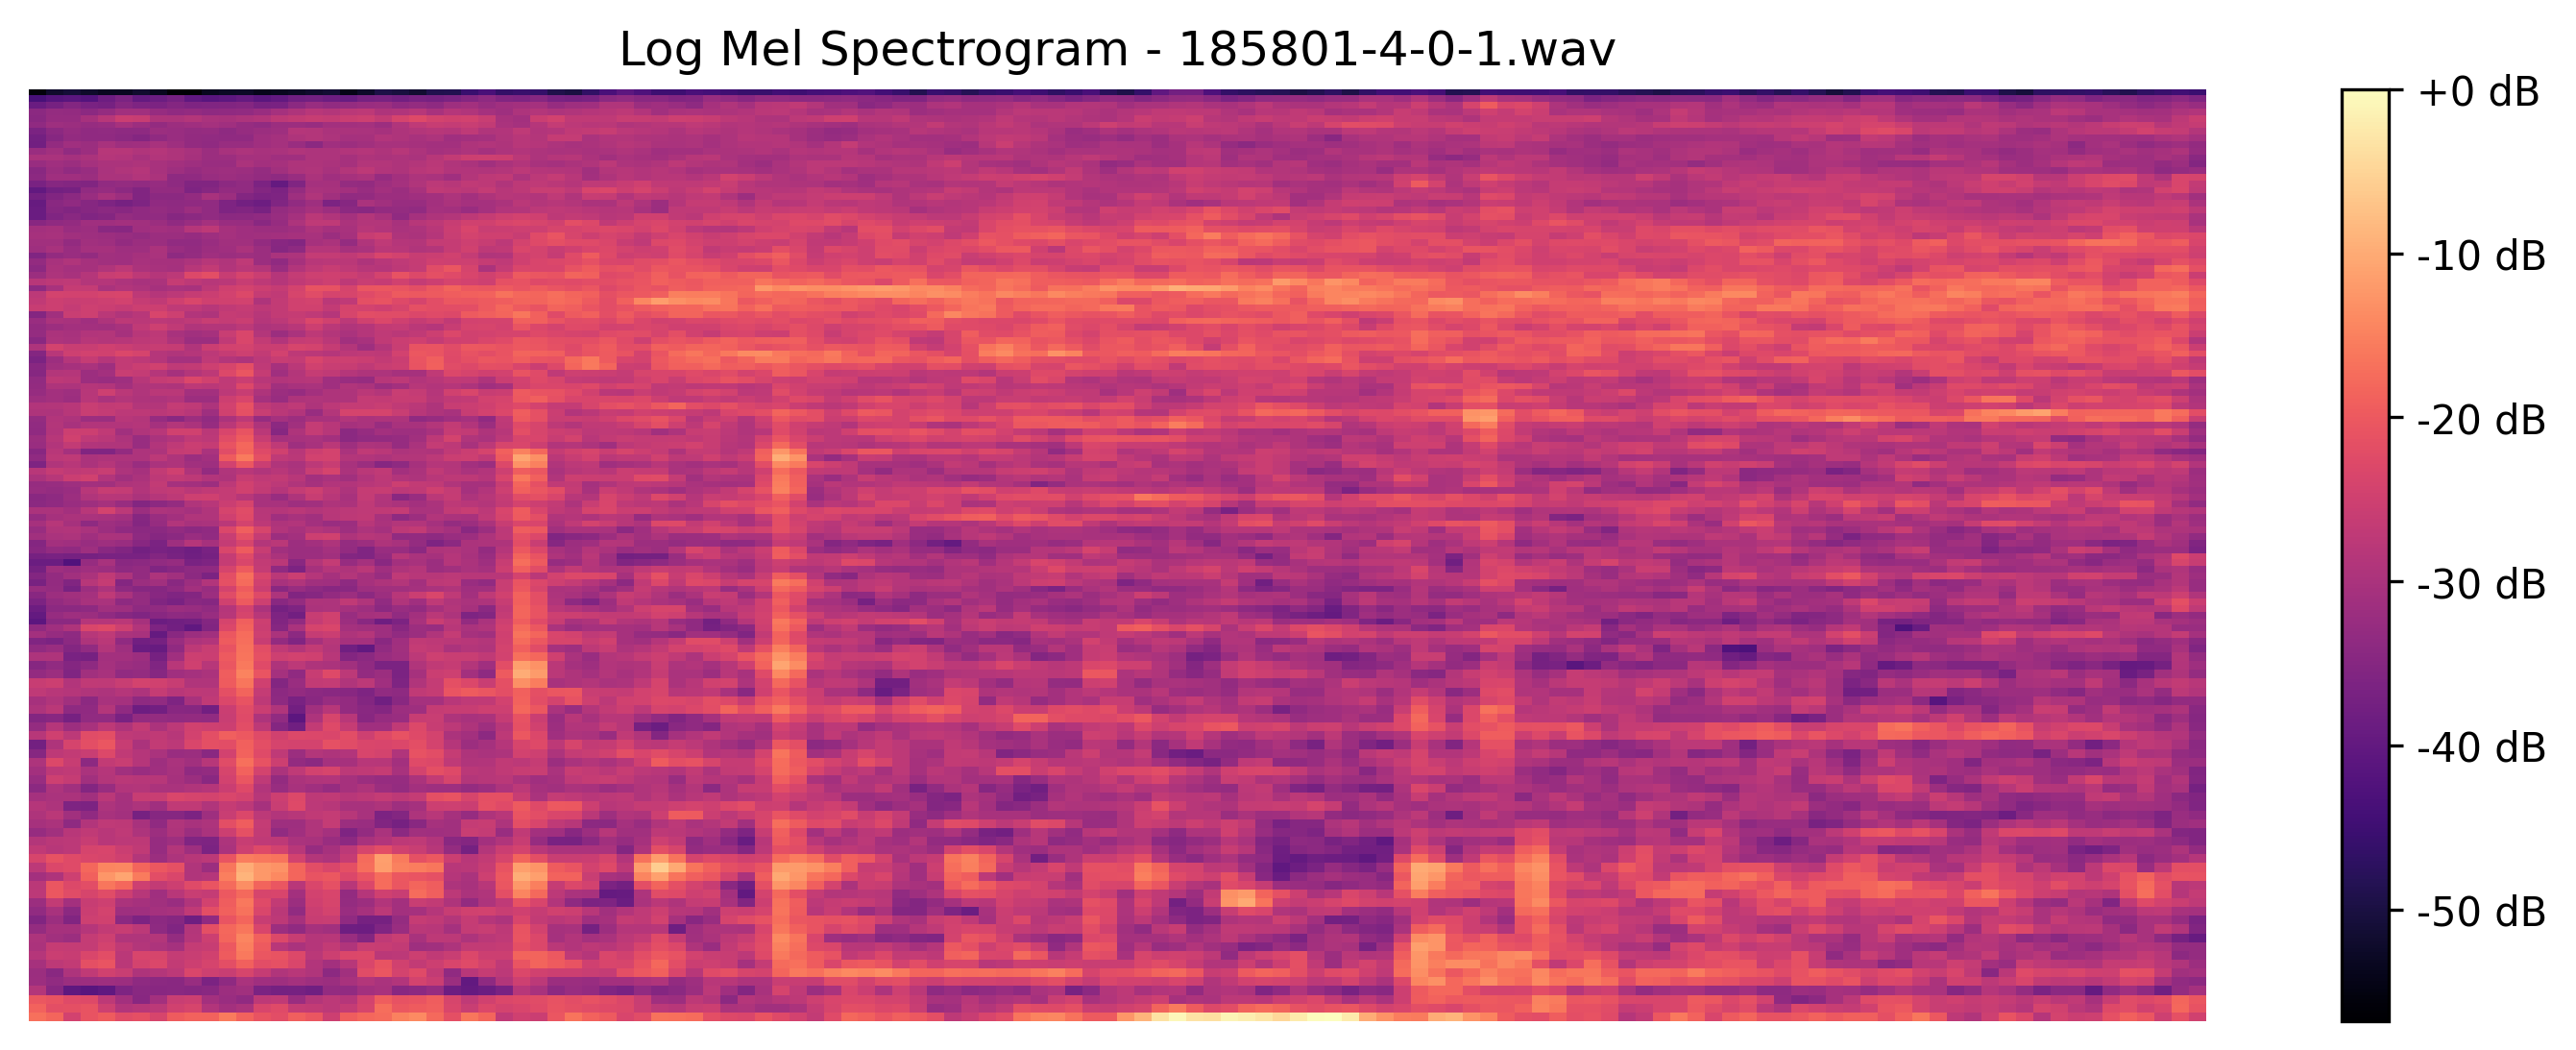 Log Mel Spectrogram - 185801-4-0-1.wav
+0 dB
-10 dB
-20 dB
-30 dB
-40 dB
-50 dB